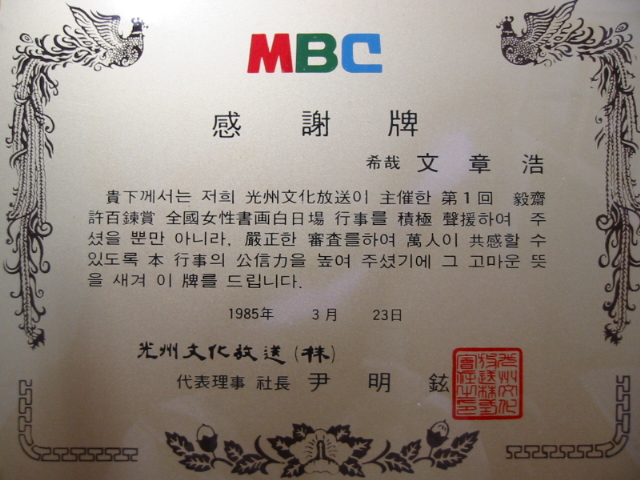 MBC
感謝牌
希哉 文章浩
貴下께서는 저희 光州文化放送이 主催한 第1回 毅齋
許百鍊賞 全國女性書画白日場 行事를 積極 聲援하여 주
셨을 뿐만 아니라, 嚴正한 審査를하여 萬人이 共感할 수
있도록 本 行事의 公信力을 높여 주셨기에 그 고마운 뜻
을 새겨 이 牌를 드립니다.
1985年 3月 23日
光州文化放送(株)
代表理事 社長 尹明鉉